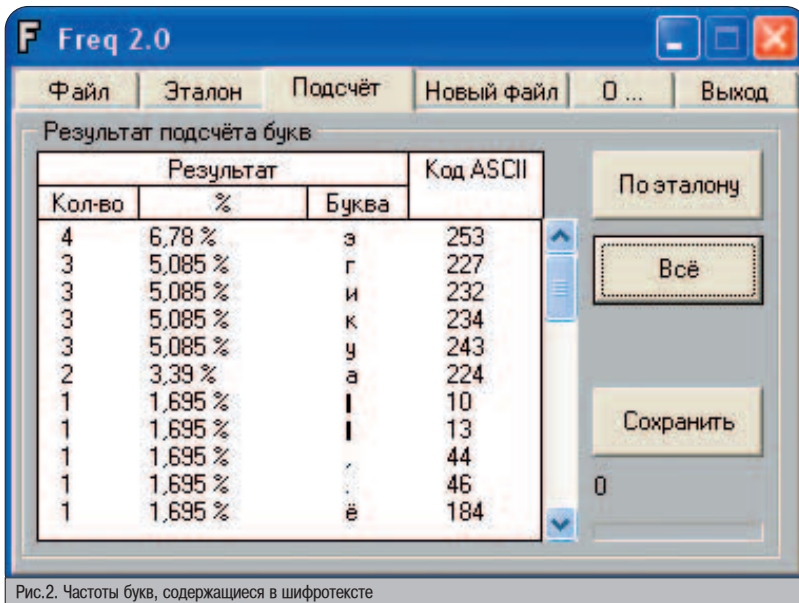 F Freq 2.0
Файл Эталон Подсчёт Новый файл О ... Выход
Результат подсчёта букв
Результат Код ASCII
Кол-во % Буква
4 6,78 % э 253
3 5,085 % г 227
3 5,085 % и 232
3 5,085 % к 234
3 5,085 % у 243
2 3,39 % а 224
1 1,695 % 10
1 1,695 % 13
1 1,695 % , 44
1 1,695 % . 46
1 1,695 % ё 184
По эталону
Всё
Сохранить
0
Рис.2. Частоты букв, содержащиеся в шифротексте